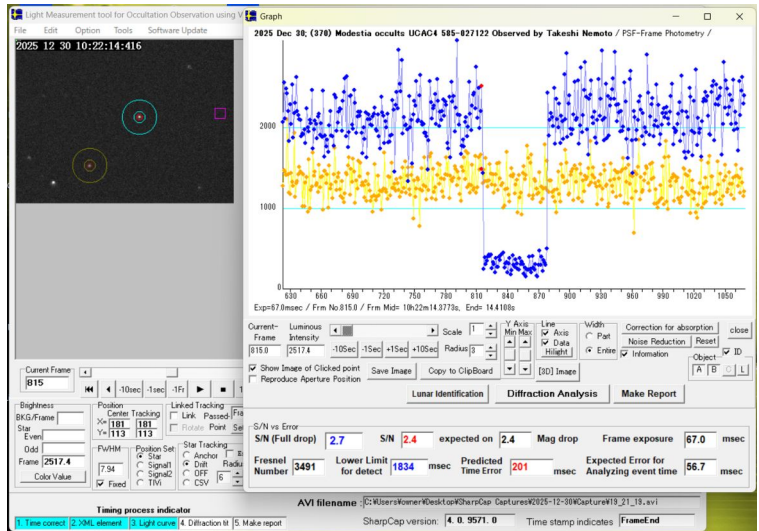 Light Measurement tool for Occultation Observation using V
File Edit Option Tools Software Update
2025 12 30 10:22:14:416
Graph
2025 Dec 30; (370) Modestia occults UCAC4 585-027122 Observed by Takeshi Nemoto / PSF-Frame Photometry /
2000
1000
0
630 660 690 720 750 780 810 840 870 900 930 960 990 1020 1050
Exp=67.0msec / Frm No.815.0 / Frm Mid= 10h22m14.3773s, End= 14.4108s
Current-Frame
815.0
Luminous Intensity
2517.4
Scale 1
-10Sec -1Sec +1Sec +10Sec Radius 3
Y Axis
Min Max
Line
Axis
Data
Hilight
Width
Part
Entire
Correction for absorption
close
Noise Reduction Reset
Information
ID
Object
A B C L
Show Image of Clicked point
Reproduce Aperture Position
Save Image
Copy to ClipBoard
[3D] Image
Lunar Identification
Diffraction Analysis
Make Report
Current Frame
815
-10sec -1sec -1Fr
Brightness
BKG/Frame
Star
Even
Odd
Frame 2517.4
Color Value
Position
Center Tracking
X= 181 181
Y= 113 113
Linked Tracking
Link Passed- Fra
Rotate Point Se
FWHM
7.94
Fixed
Position Set
Star
Signal1
Signal2
TIVi
Star Tracking
Anchor
Drift Radiu
OFF 6
CSV
S/N vs Error
S/N (Full drop) 2.7 S/N 2.4 expected on 2.4 Mag drop Frame exposure 67.0 msec
Fresnel Number 3491
Lower Limit for detect 1834 msec
Predicted Time Error 201 msec
Expected Error for Analyzing event time 56.7 msec
Timing process indicator
1. Time correct 2. XML element 3. Light curve 4. Diffraction fit 5. Make report
AVI filename : C:¥Users¥owner¥Desktop¥SharpCap Captures¥2025-12-30¥Capture¥19_21_13.avi
SharpCap version: 4. 0. 9571. 0 Time stamp indicates FrameEnd